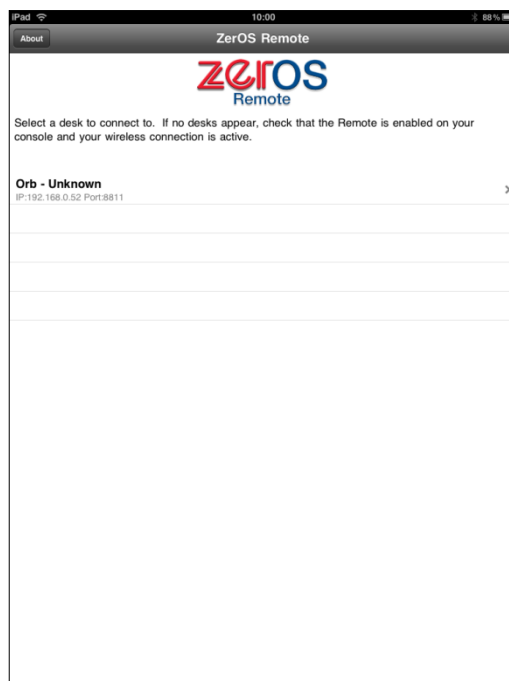 iPad 10:00 88%
About ZerOS Remote
zerOS
Remote
Select a desk to connect to. If no desks appear, check that the Remote is enabled on your
console and your wireless connection is active.
Orb - Unknown
IP:192.168.0.52 Port:8811